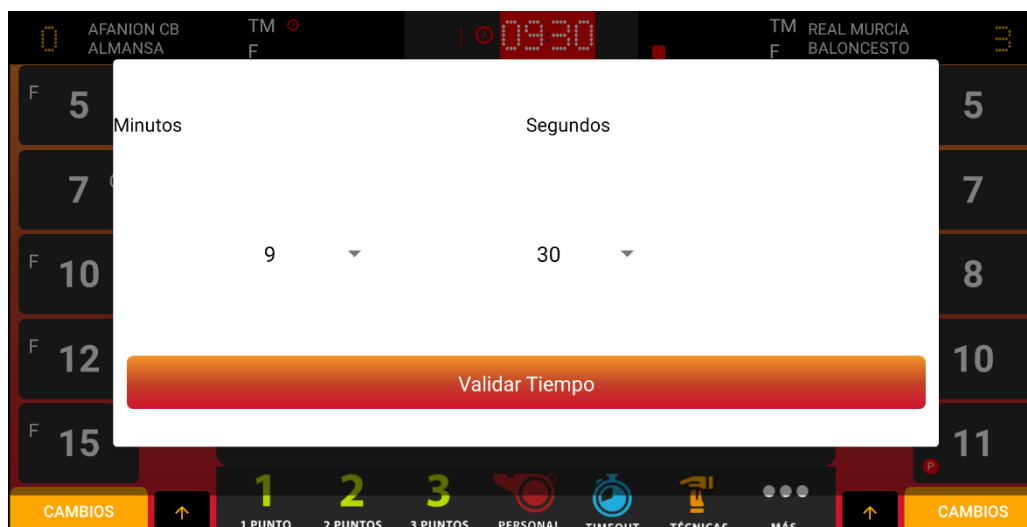 0 AFANION CB ALMANSA TM F 1 09:30 TM F REAL MURCIA BALONCESTO 3
F 5 5
Minutos Segundos
7 7
9 30
F 10 8
F 12 10
Validar Tiempo
F 15 P 11
1 2 3
CAMBIOS 1 PUNTO 2 PUNTOS 3 PUNTOS PERSONAL TIMEOUT TÉCNICAS MÁS CAMBIOS